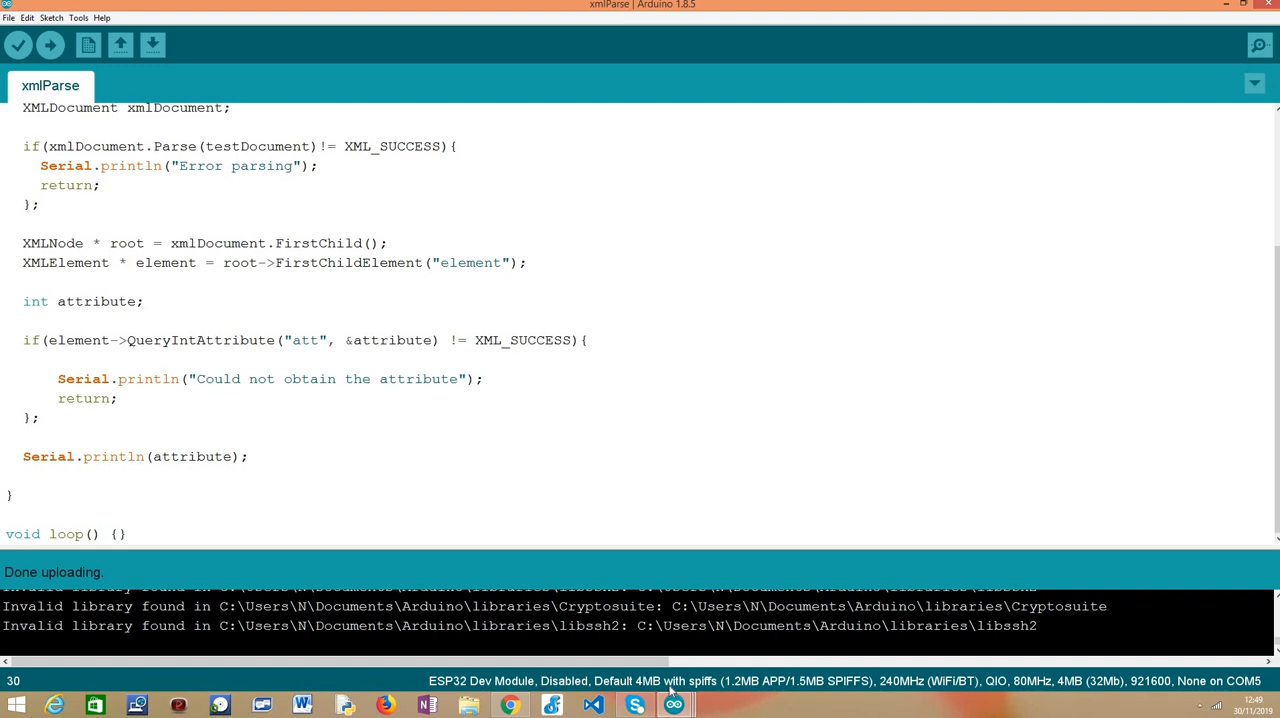 xmlParse | Arduino 1.8.5
File Edit Sketch Tools Help
xmlParse
XMLDocument xmlDocument;
if(xmlDocument.Parse(testDocument)!= XML_SUCCESS){
Serial.println("Error parsing");
return;
};
XMLNode * root = xmlDocument.FirstChild();
XMLElement * element = root->FirstChildElement("element");
int attribute;
if(element->QueryIntAttribute("att", &attribute) != XML_SUCCESS){
Serial.println("Could not obtain the attribute");
return;
};
Serial.println(attribute);
}
void loop() {}
Done uploading.
Invalid library found in C:\Users\N\Documents\Arduino\libraries\Cryptosuite: C:\Users\N\Documents\Arduino\libraries\Cryptosuite
Invalid library found in C:\Users\N\Documents\Arduino\libraries\libssh2: C:\Users\N\Documents\Arduino\libraries\libssh2
30 ESP32 Dev Module, Disabled, Default 4MB with spiffs (1.2MB APP/1.5MB SPIFFS), 240MHz (WiFi/BT), QIO, 80MHz, 4MB (32Mb), 921600, None on COM5
12:49
30/11/2019